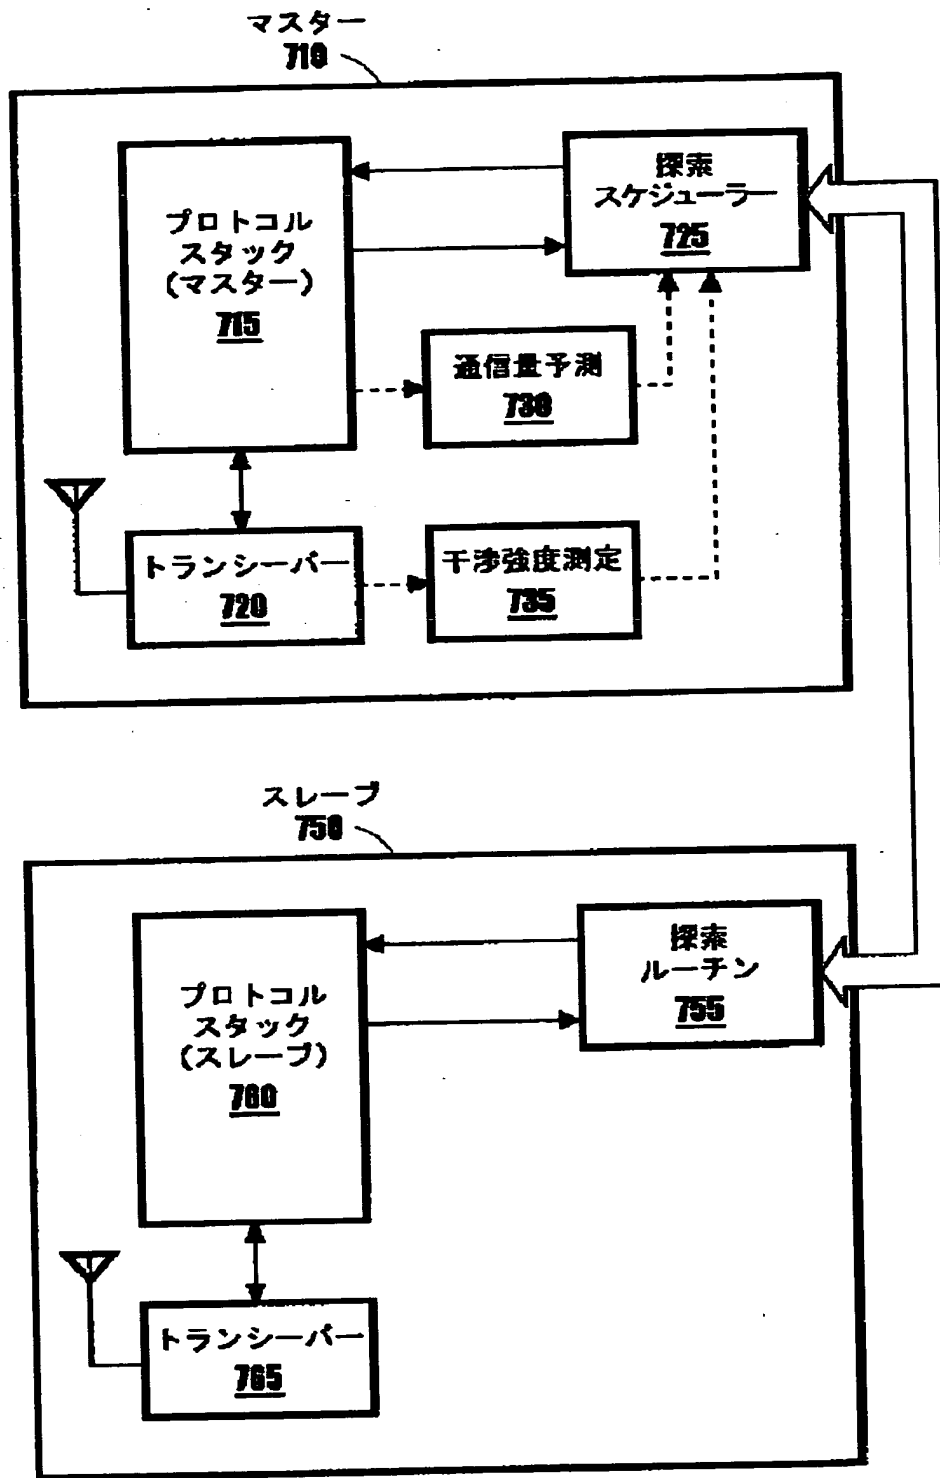 マスター
710
プロトコル
スタック
(マスター)
715
探索
スケジューラー
725
通信量予測
730
トランシーバー
720
干渉強度測定
735
スレーブ
750
プロトコル
スタック
(スレーブ)
760
探索
ルーチン
755
トランシーバー
765